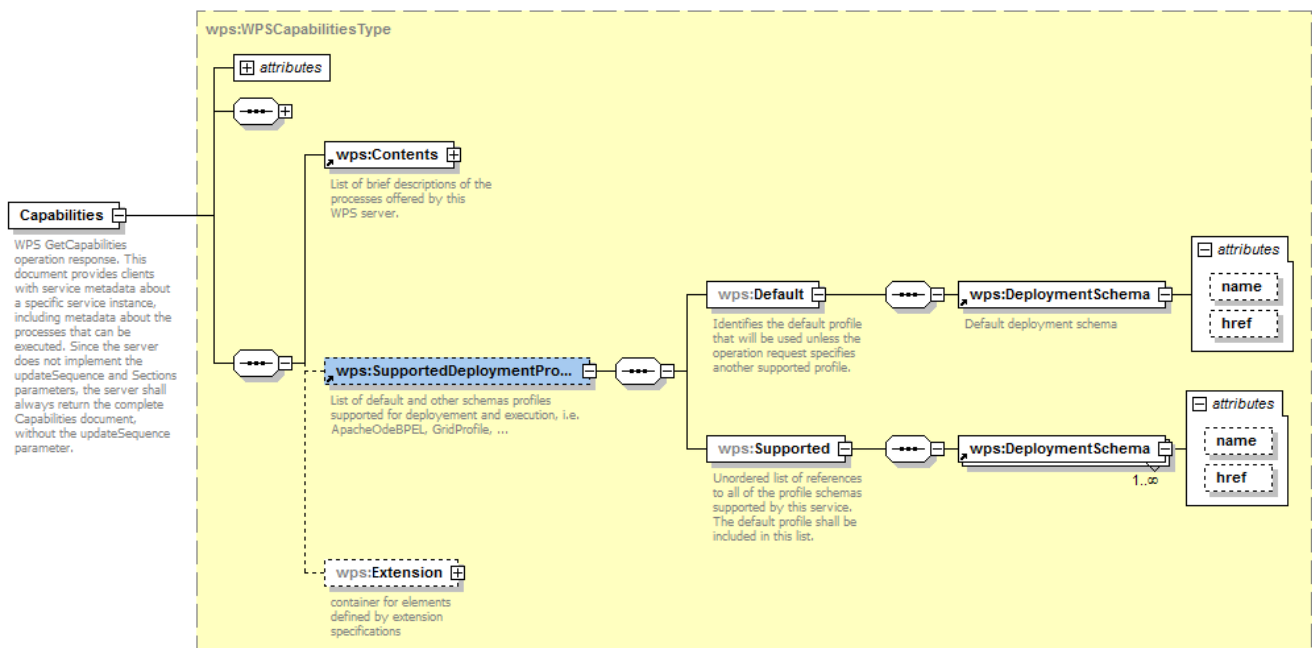 wps:WPSCapabilitiesType
attributes
wps:Contents
List of brief descriptions of the
processes offered by this
WPS server.
Capabilities
WPS GetCapabilities
operation response. This
document provides clients
with service metadata about
a specific service instance,
including metadata about the
processes that can be
executed. Since the server
does not implement the
updateSequence and Sections
parameters, the server shall
always return the complete
Capabilities document,
without the updateSequence
parameter.
wps:SupportedDeploymentPro...
List of default and other schemas profiles
supported for deployement and execution, i.e.
ApacheOdeBPEL, GridProfile, ...
wps:Default
Identifies the default profile
that will be used unless the
operation request specifies
another supported profile.
wps:DeploymentSchema
Default deployment schema
attributes
name
href
wps:Supported
Unordered list of references
to all of the profile schemas
supported by this service.
The default profile shall be
included in this list.
wps:DeploymentSchema
1..∞
attributes
name
href
wps:Extension
container for elements
defined by extension
specifications